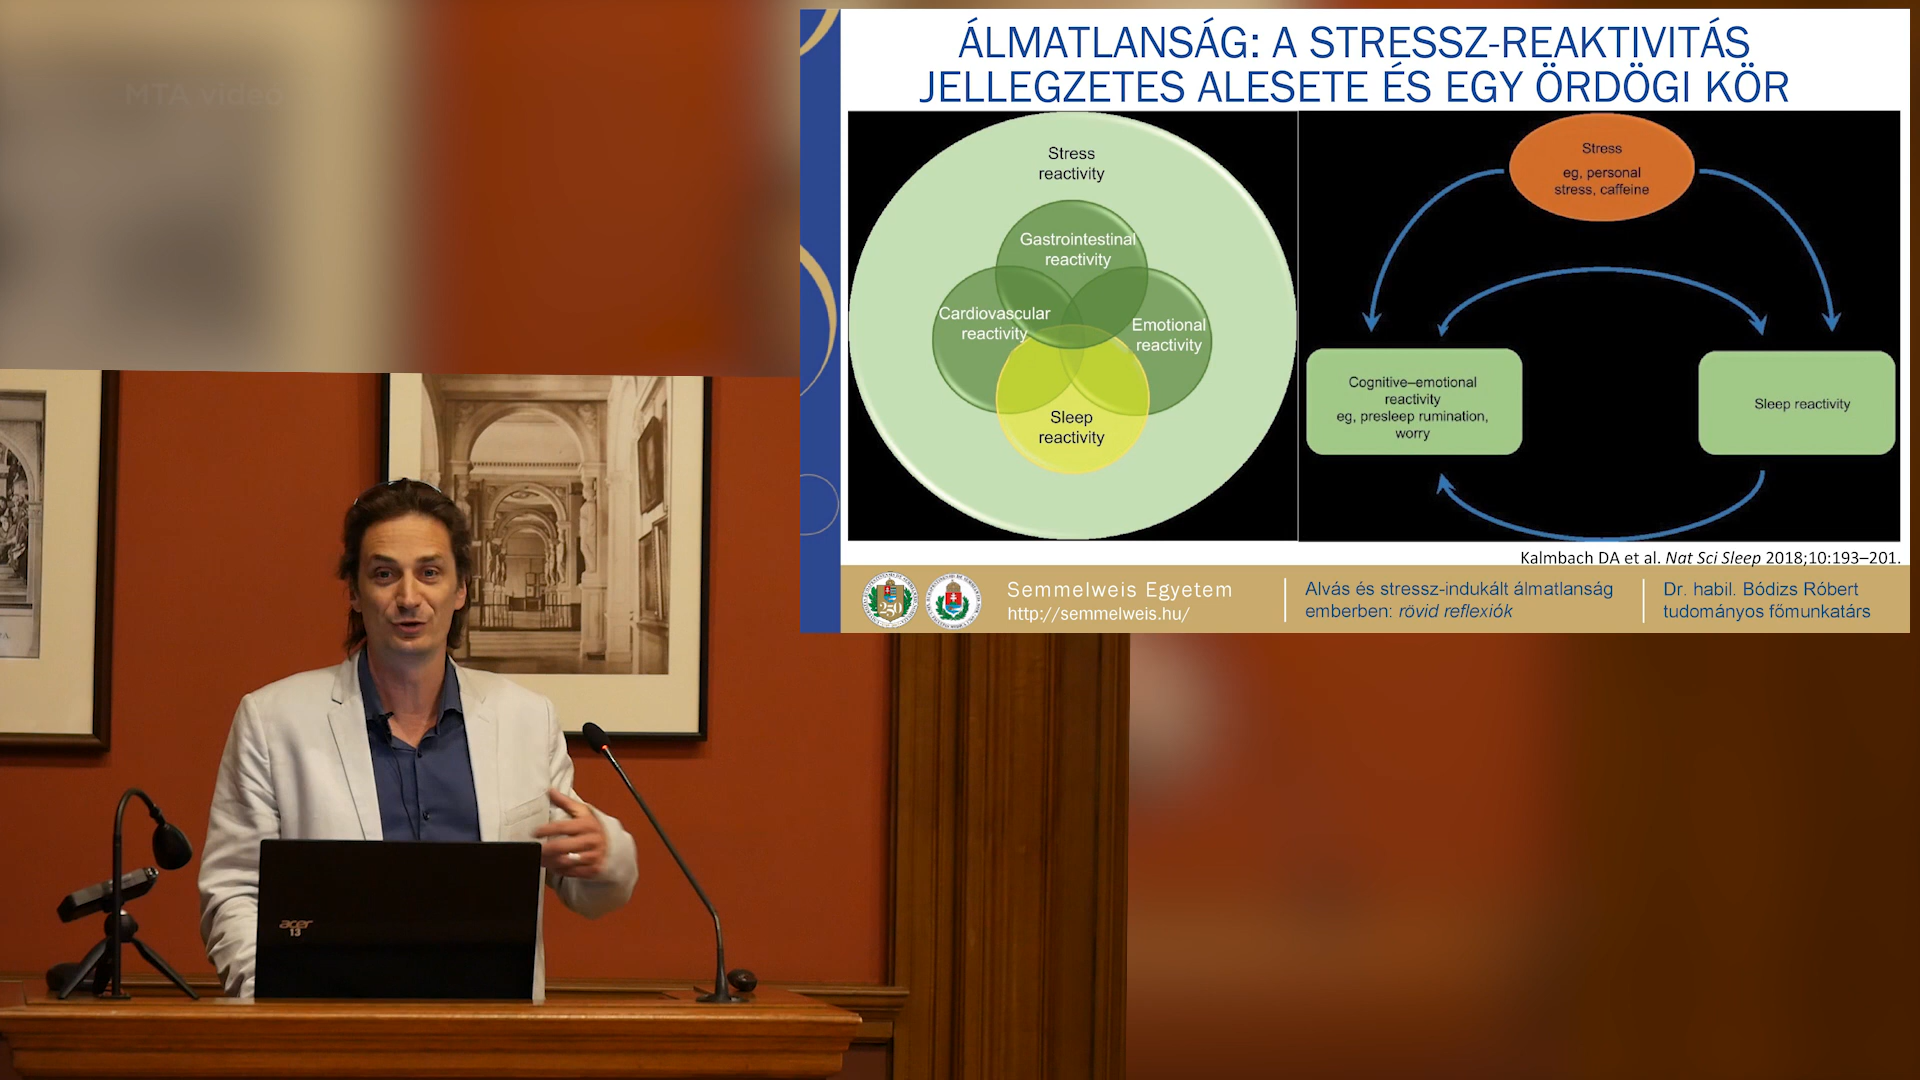 MTA videó
ÁLMATLANSÁG: A STRESSZ-REAKTIVITÁS
JELLEGZETES ALESETE ÉS EGY ÖRDÖGI KÖR
Stress
reactivity
Gastrointestinal
reactivity
Cardiovascular
reactivity
Emotional
reactivity
Sleep
reactivity
Stress
eg, personal
stress, caffeine
Cognitive–emotional
reactivity
eg, presleep rumination,
worry
Sleep reactivity
Kalmbach DA et al. Nat Sci Sleep 2018;10:193–201.
250
Semmelweis Egyetem
http://semmelweis.hu/
Alvás és stressz-indukált álmatlanság
emberben: rövid reflexiók
Dr. habil. Bódizs Róbert
tudományos főmunkatárs
acer
13